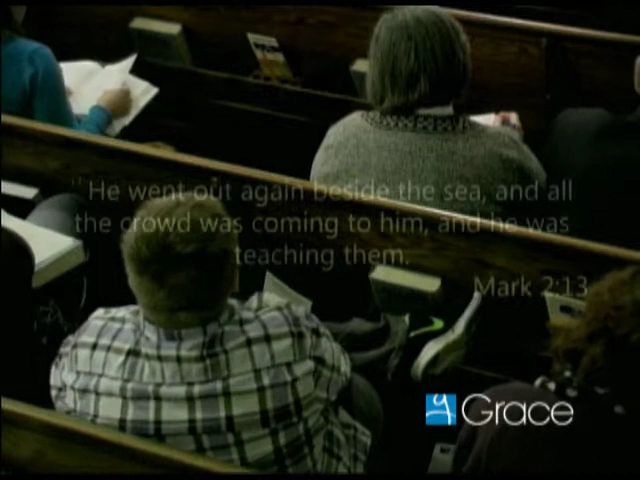 "He went out again beside the sea, and all
the crowd was coming to him, and he was
teaching them.
Mark 2:13
Grace